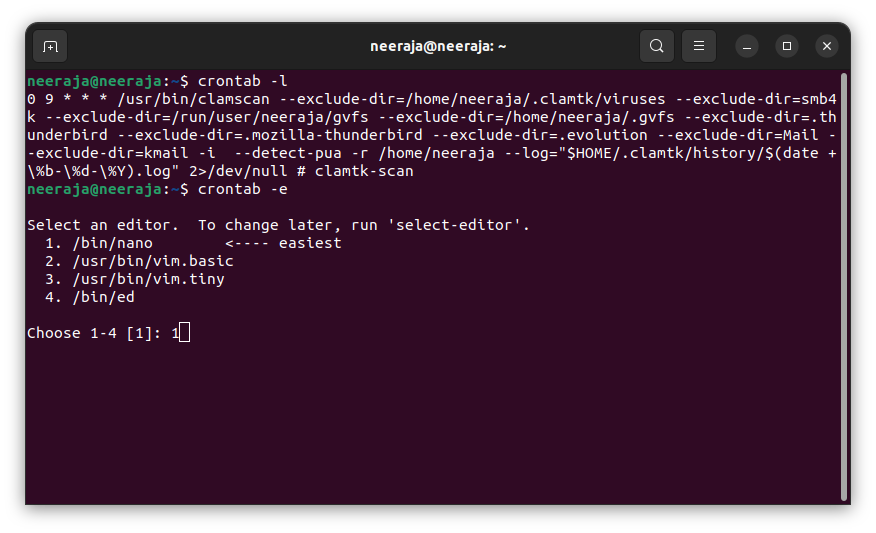 neeraja@neeraja: ~
neeraja@neeraja:~$ crontab -l
0 9 * * * /usr/bin/clamscan --exclude-dir=/home/neeraja/.clamtk/viruses --exclude-dir=smb4
k --exclude-dir=/run/user/neeraja/gvfs --exclude-dir=/home/neeraja/.gvfs --exclude-dir=.th
underbird --exclude-dir=.mozilla-thunderbird --exclude-dir=.evolution --exclude-dir=Mail -
-exclude-dir=kmail -i  --detect-pua -r /home/neeraja --log="$HOME/.clamtk/history/$(date +
\%b-\%d-\%Y).log" 2>/dev/null # clamtk-scan
neeraja@neeraja:~$ crontab -e
Select an editor.  To change later, run 'select-editor'.
  1. /bin/nano        <---- easiest
  2. /usr/bin/vim.basic
  3. /usr/bin/vim.tiny
  4. /bin/ed
Choose 1-4 [1]: 1